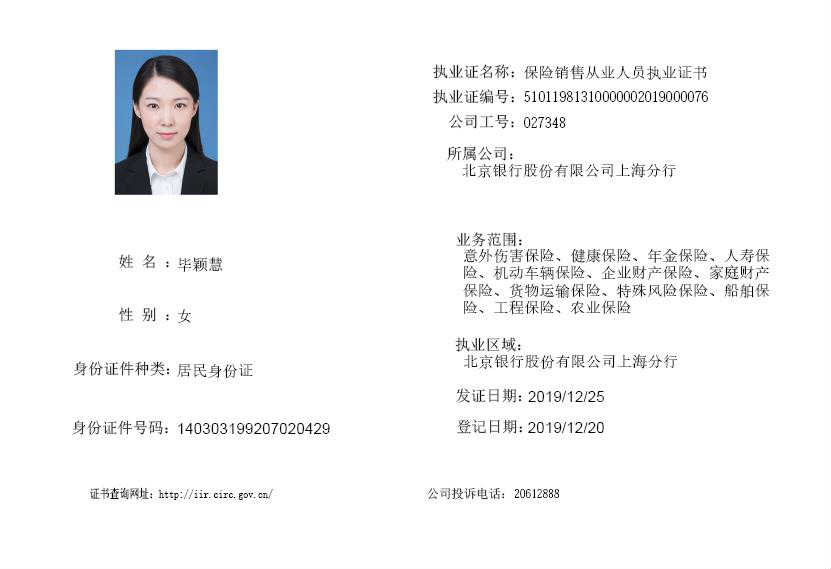 执业证名称：保险销售从业人员执业证书
执业证编号：51011981310000002019000076
公司工号：027348
所属公司：
北京银行股份有限公司上海分行
姓 名 ：毕颖慧
性 别 ：女
身份证件种类：居民身份证
身份证件号码：140303199207020429
业务范围：
意外伤害保险、健康保险、年金保险、人寿保
险、机动车辆保险、企业财产保险、家庭财产
保险、货物运输保险、特殊风险保险、船舶保
险、工程保险、农业保险
执业区域：
北京银行股份有限公司上海分行
发证日期：2019/12/25
登记日期：2019/12/20
证书查询网址：http://iir.circ.gov.cn/
公司投诉电话：20612888